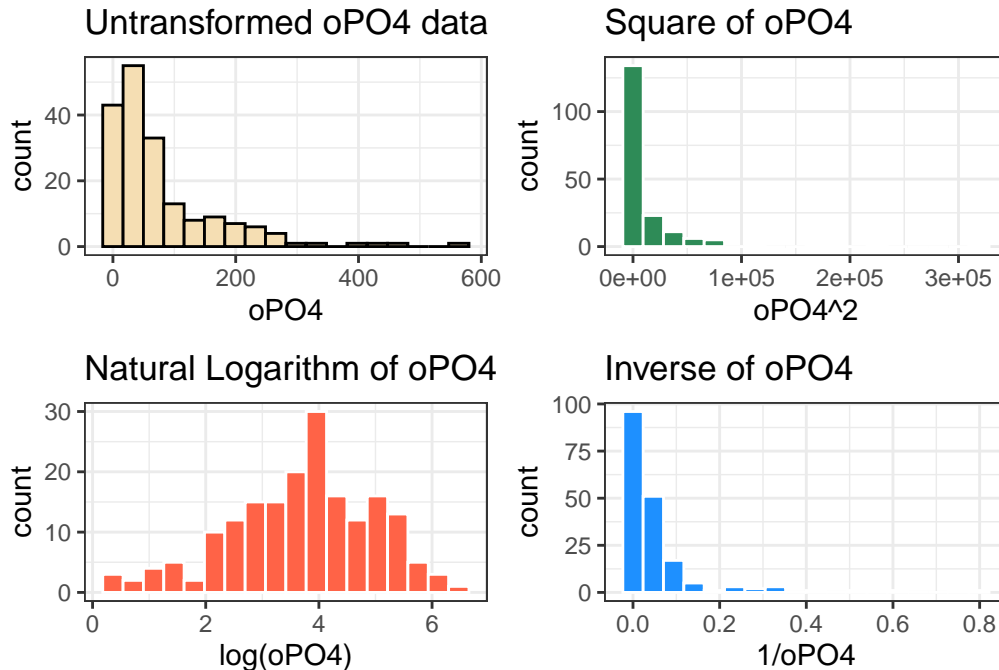 Untransformed oPO4 data
count
40
20
0
0 200 400 600
oPO4
Square of oPO4
count
100
50
0
0e+00 1e+05 2e+05 3e+05
oPO4^2
Natural Logarithm of oPO4
count
30
20
10
0
0 2 4 6
log(oPO4)
Inverse of oPO4
count
100
75
50
25
0
0.0 0.2 0.4 0.6 0.8
1/oPO4